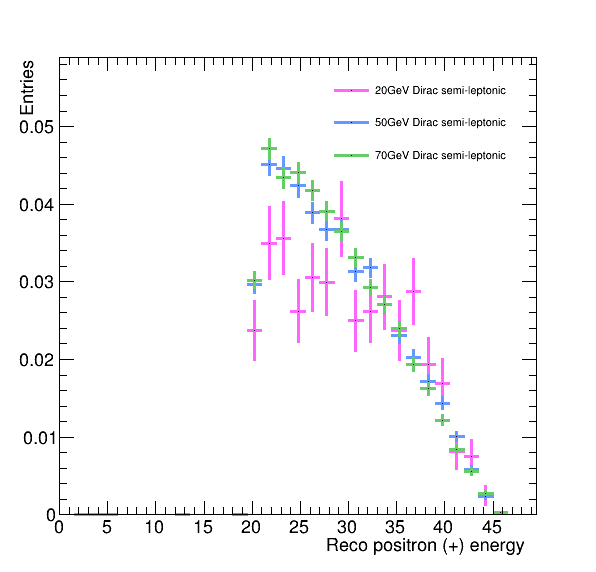 Entries
20GeV Dirac semi-leptonic
50GeV Dirac semi-leptonic
70GeV Dirac semi-leptonic
0.05
0.04
0.03
0.02
0.01
0
0 5 10 15 20 25 30 35 40 45
Reco positron (+) energy